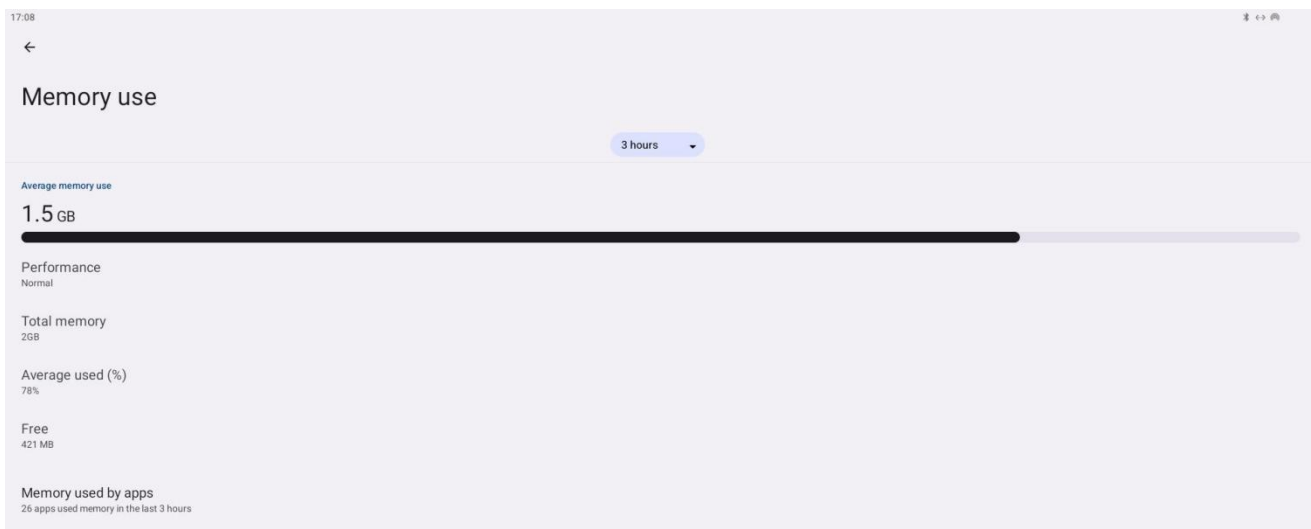 17:08
Memory use
3 hours
Average memory use
1.5 GB
Performance
Normal
Total memory
2GB
Average used (%)
78%
Free
421 MB
Memory used by apps
26 apps used memory in the last 3 hours